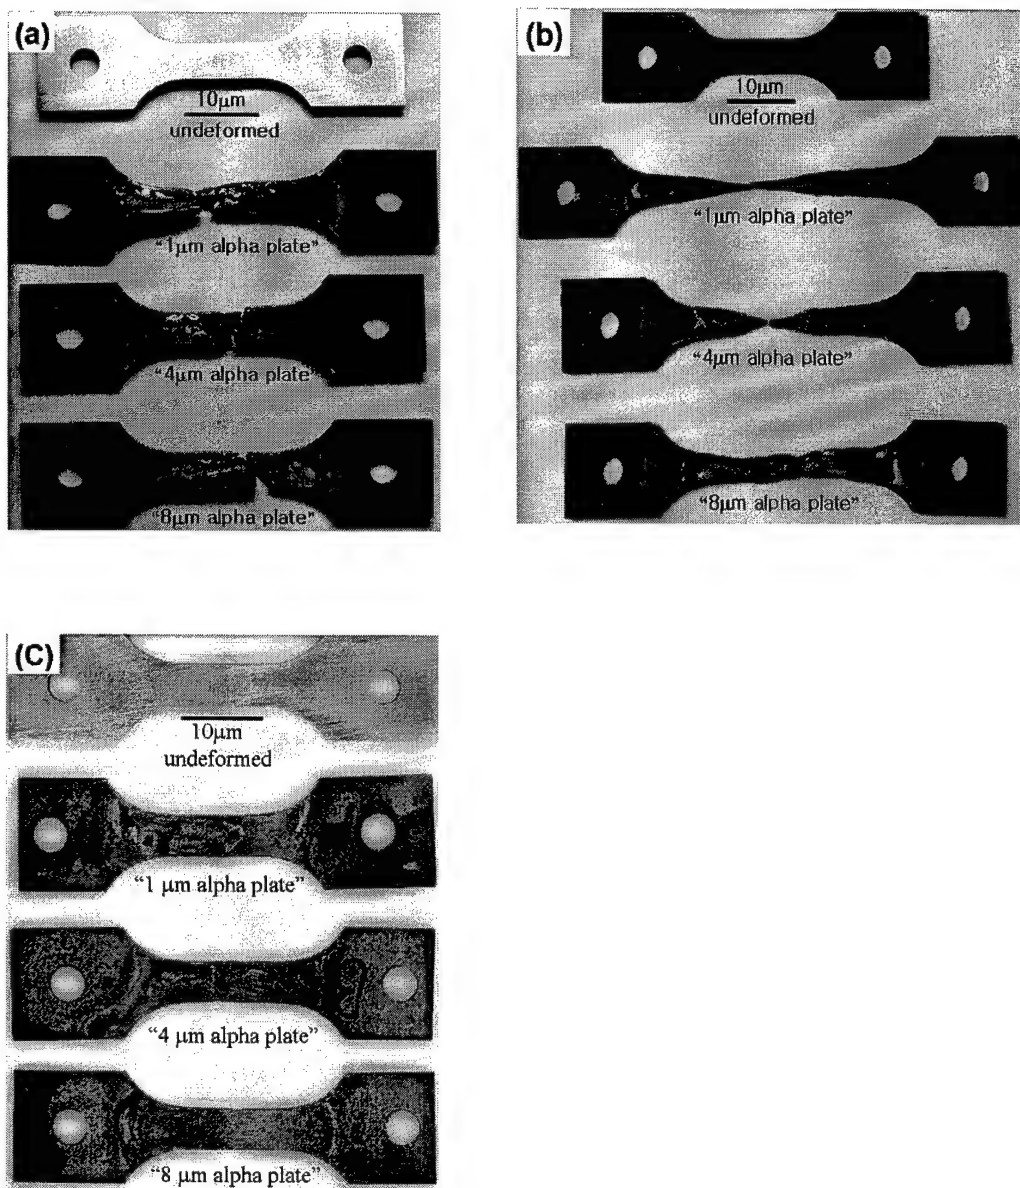 (a)
10μm
undeformed
“1μm alpha plate”
“4μm alpha plate”
“8μm alpha plate”
(b)
10μm
undeformed
“1μm alpha plate”
“4μm alpha plate”
“8μm alpha plate”
(C)
10μm
undeformed
“1 μm alpha plate”
“4 μm alpha plate”
“8 μm alpha plate”